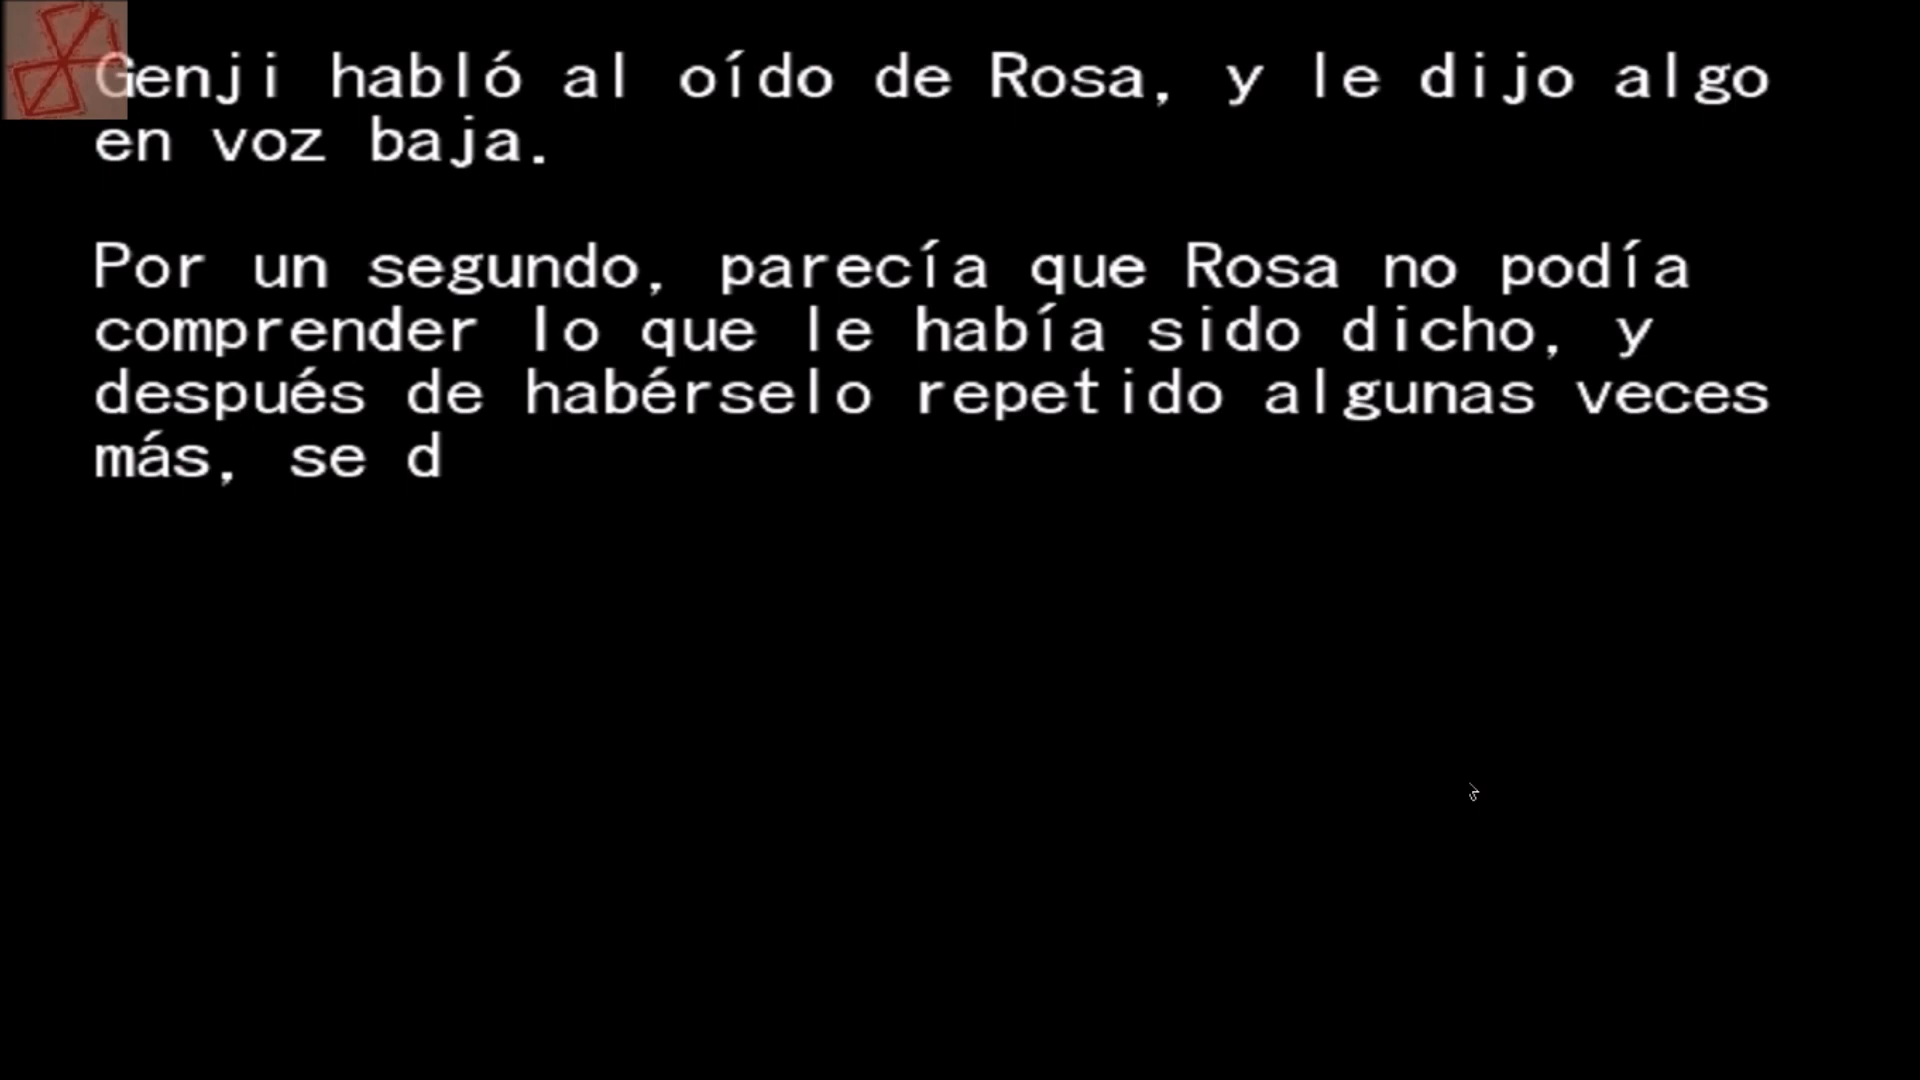 Genji habló al oído de Rosa, y le dijo algo
en voz baja.
Por un segundo, parecía que Rosa no podía
comprender lo que le había sido dicho, y
después de habérselo repetido algunas veces
más, se d